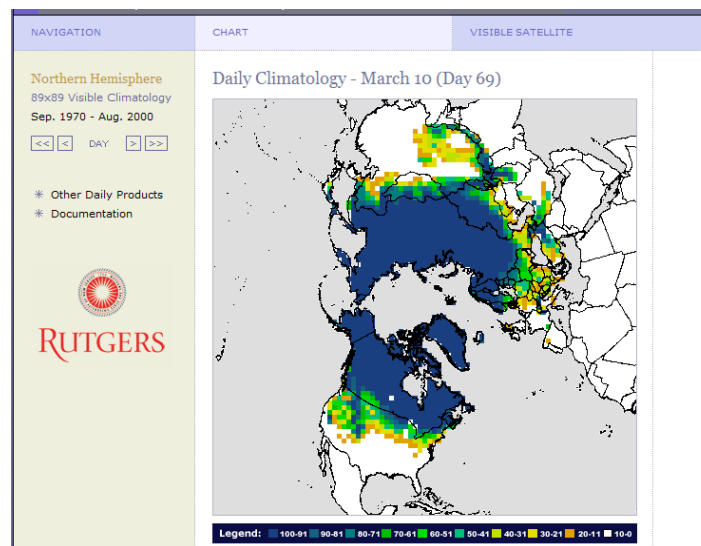 NAVIGATION
CHART
VISIBLE SATELLITE
Northern Hemisphere
89x89 Visible Climatology
Sep. 1970 - Aug. 2000
<< < DAY > >>
✳ Other Daily Products
✳ Documentation
RUTGERS
Daily Climatology - March 10 (Day 69)
Legend: 100-91 90-81 80-71 70-61 60-51 50-41 40-31 30-21 20-11 10-0